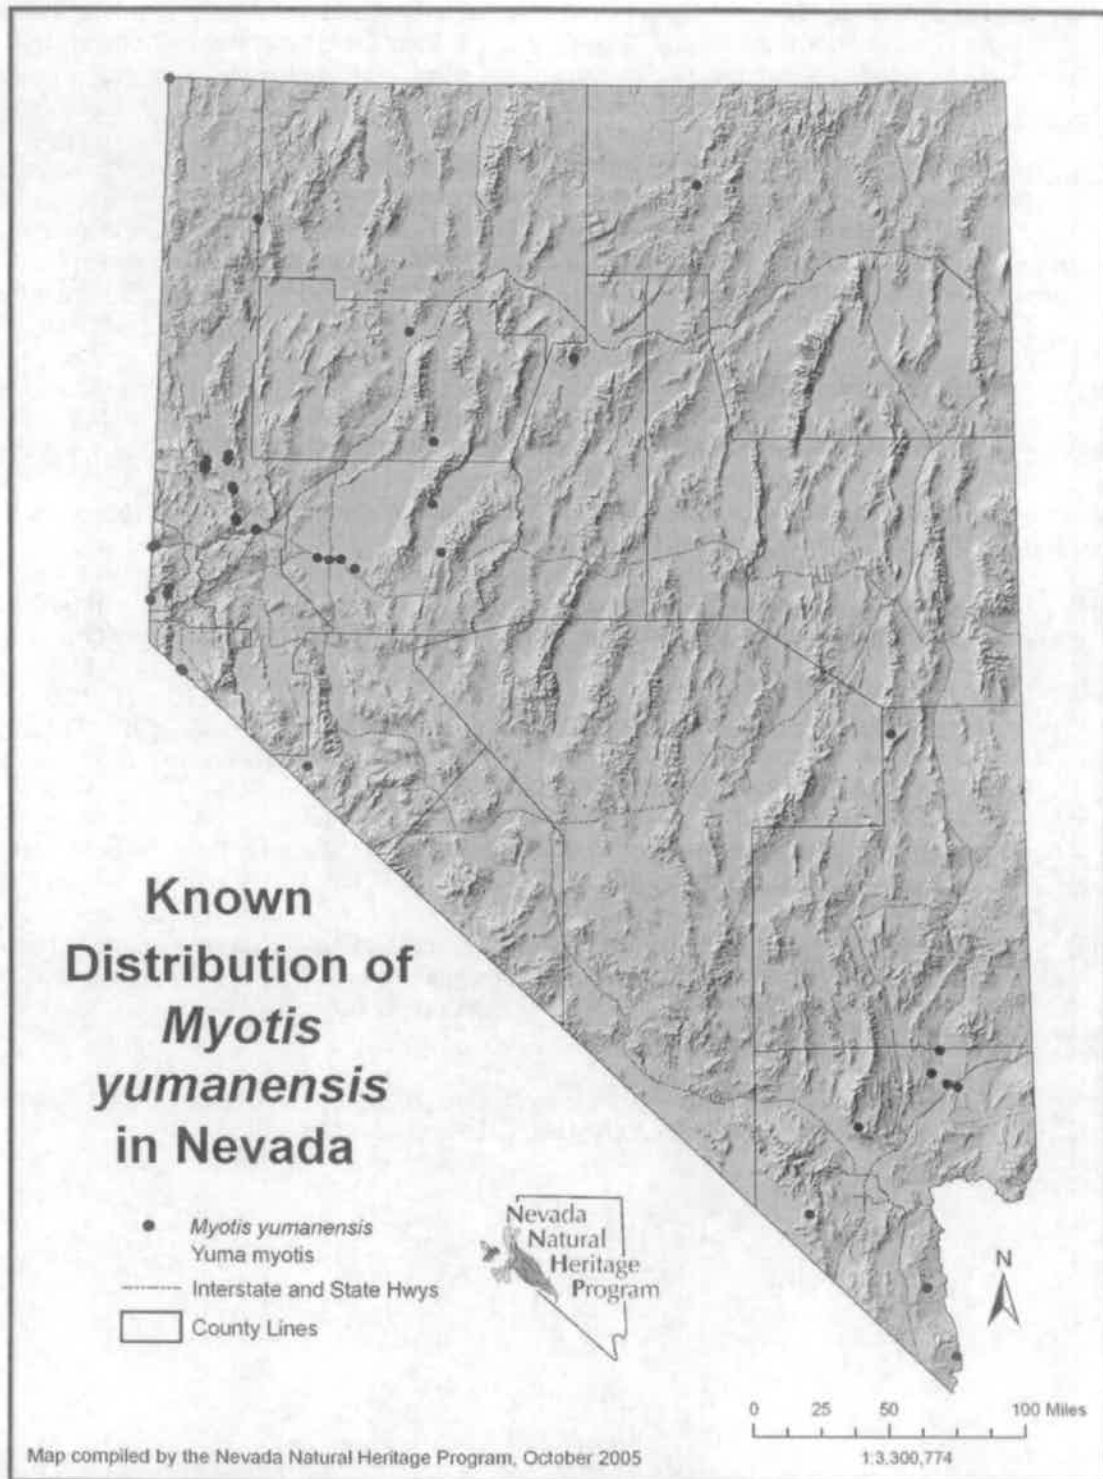 Known
Distribution of
Myotis
yumanensis
in Nevada
Myotis yumanensis
Yuma myotis
Interstate and State Hwys
County Lines
Nevada
Natural
Heritage
Program
N
0 25 50 100 Miles
1:3,300,774
Map compiled by the Nevada Natural Heritage Program, October 2005